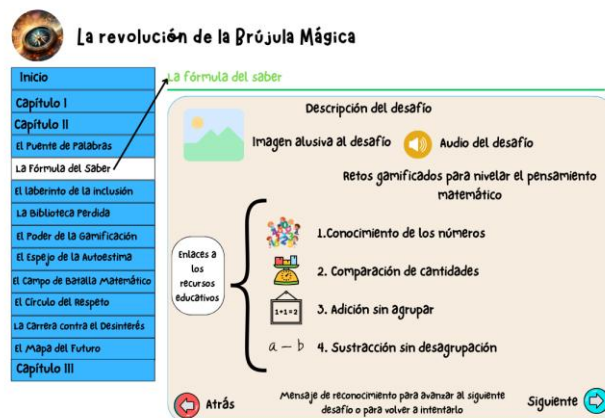 La revolución de la Brújula Mágica
Inicio
Capítulo I
Capítulo II
El Puente de Palabras
La Fórmula del Saber
El laberinto de la inclusión
La Biblioteca Perdida
El Poder de la Gamificación
El Espejo de la Autoestima
El Campo de Batalla Matemático
El Círculo del Respeto
La Carrera contra el Desinterés
El Mapa del Futuro
Capítulo III
La fórmula del saber
Descripción del desafío
Imagen alusiva al desafío
Audio del desafío
Retos gamificados para nivelar el pensamiento
matemático
Enlaces a
los
recursos
educativos
1.Conocimiento de los números
2. Comparación de cantidades
1+1=2
3. Adición sin agrupar
a - b
4. Sustracción sin desagrupación
Atrás
Mensaje de reconocimiento para avanzar al siguiente
desafío o para volver a intentarlo
Siguiente